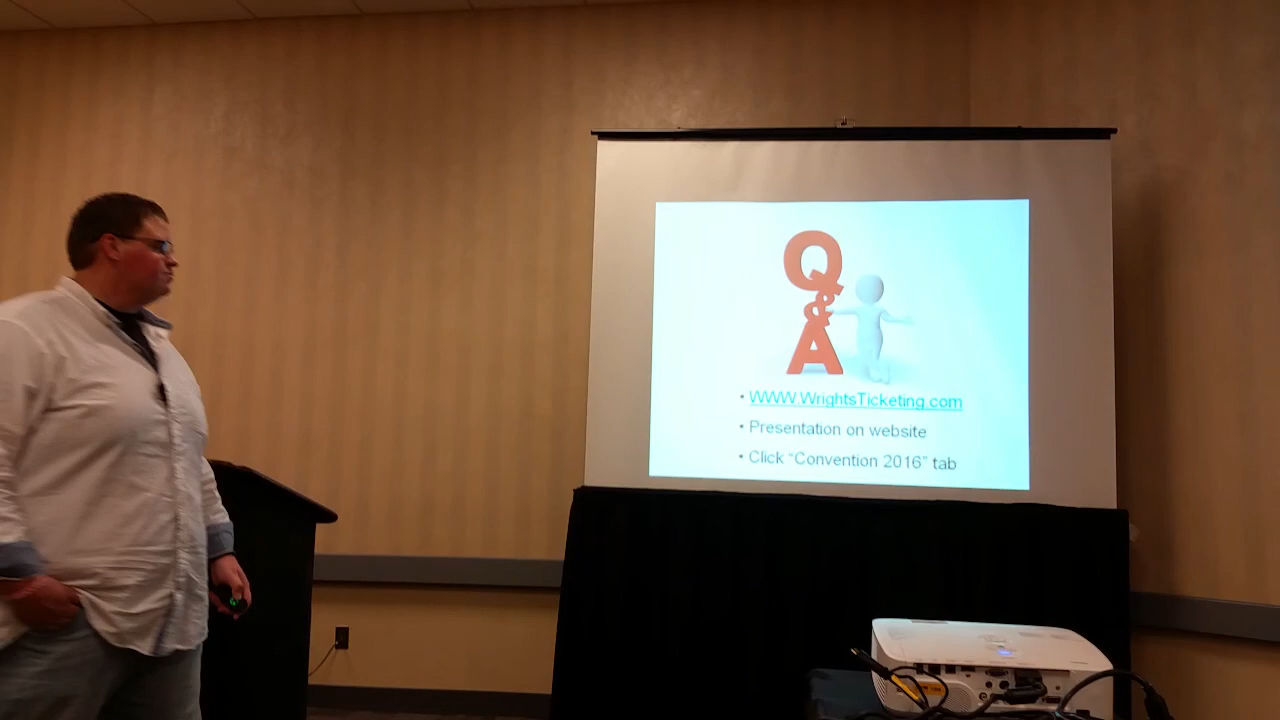 Q
&
A
• WWW.WrightsTicketing.com
• Presentation on website
• Click “Convention 2016” tab